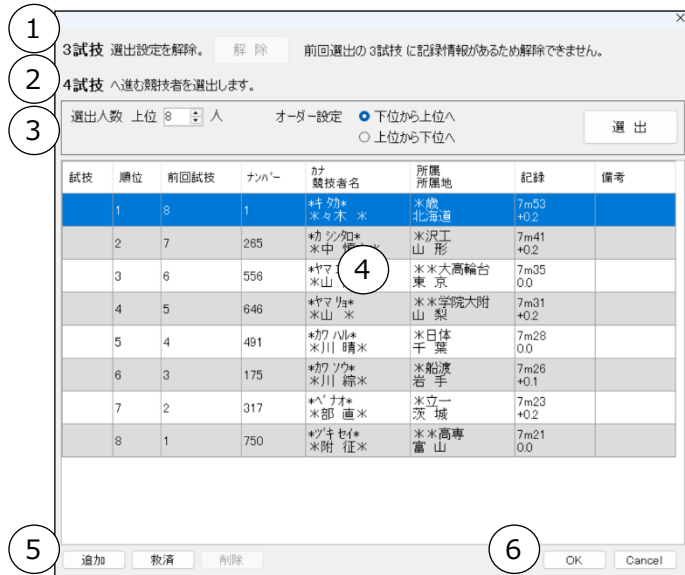 ①
×
3試技 選出設定を解除。 解 除 前回選出の 3試技 に記録情報があるため解除できません。
②
4試技 へ進む競技者を選出します。
③
選出人数 上位 8 人 オーダー設定 下位から上位へ
上位から下位へ
選 出
試技 順位 前回試技 ナンバー カナ 競技者名 所属 所属地 記録 備考
1 8 1 *キ タカ* *歳 7m53
*々木 * 北海道 +0.2
2 7 265 *カ シンタロ* *沢工 7m41
*中 * 山 形 +0.2
④
3 6 556 *ヤマ **大高輪台 7m35
*山 東 京 0.0
4 5 646 *ヤマ リョ* **学院大附 7m31
*山 * 山 梨 +0.2
5 4 491 *カワ ハル* *日体 7m28
*川 晴* 千 葉 0.0
6 3 175 *カワ ソウ* *船渡 7m26
*川 綜* 岩 手 +0.1
7 2 317 *ベ ナオ* *立一 7m23
*部 直* 茨 城 +0.2
8 1 750 *ヅキ セイ* **高専 7m21
*附 征* 富 山 0.0
⑤
追加 救済 削除
⑥
OK Cancel